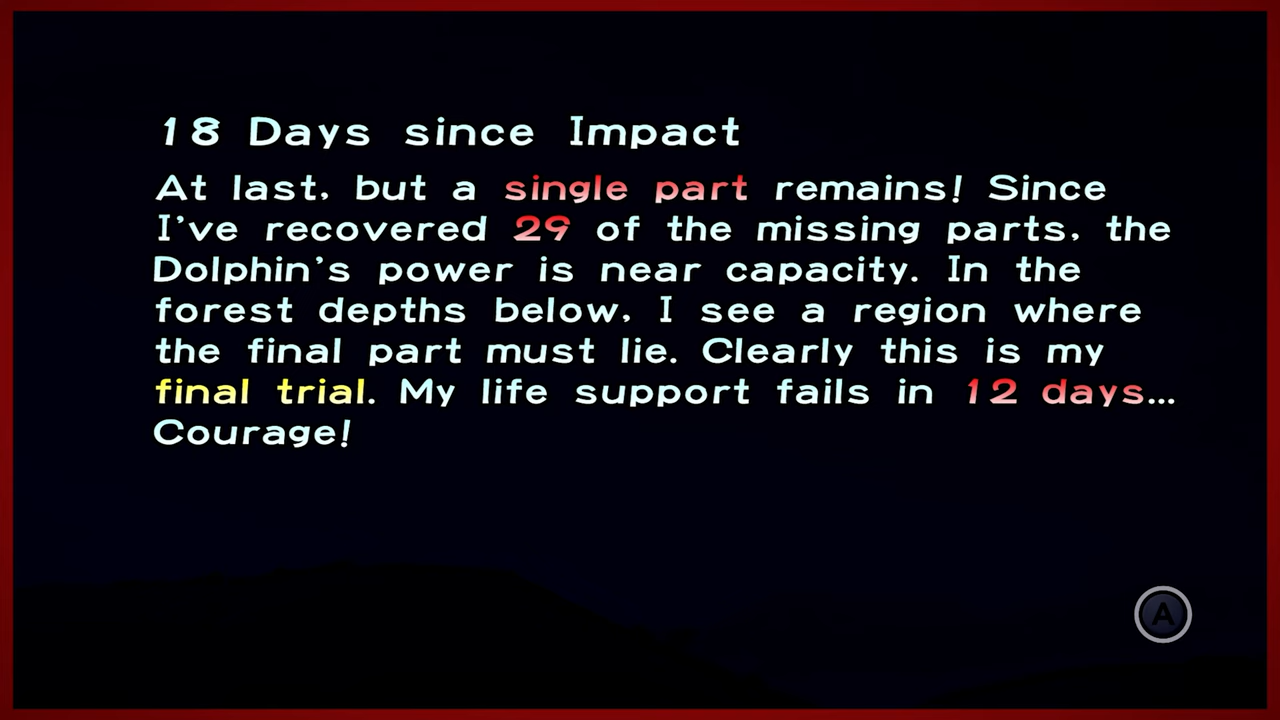 18 Days since Impact
At last, but a single part remains! Since
I've recovered 29 of the missing parts, the
Dolphin's power is near capacity. In the
forest depths below, I see a region where
the final part must lie. Clearly this is my
final trial. My life support fails in 12 days...
Courage!
A